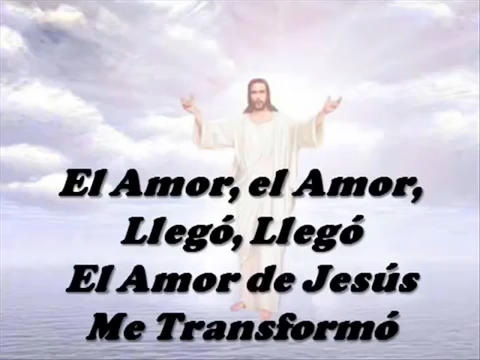 El Amor, el Amor,
Llegó, Llegó
El Amor de Jesús
Me Transformó